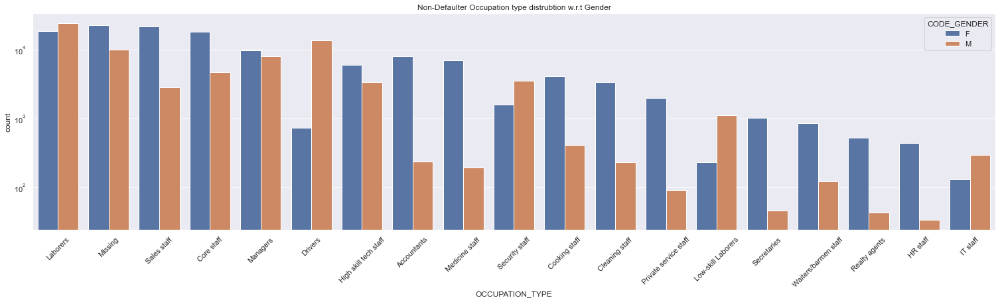 Non-Defaulter Occupation type distrubtion w.r.t Gender
CODE_GENDER
F
M
count
10^4
10^3
10^2
Laborers
Missing
Sales staff
Core staff
Managers
Drivers
High skill tech staff
Accountants
Medicine staff
Security staff
Cooking staff
Cleaning staff
Private service staff
Low-skill Laborers
Secretaries
Waiters/barmen staff
Realty agents
HR staff
IT staff
OCCUPATION_TYPE